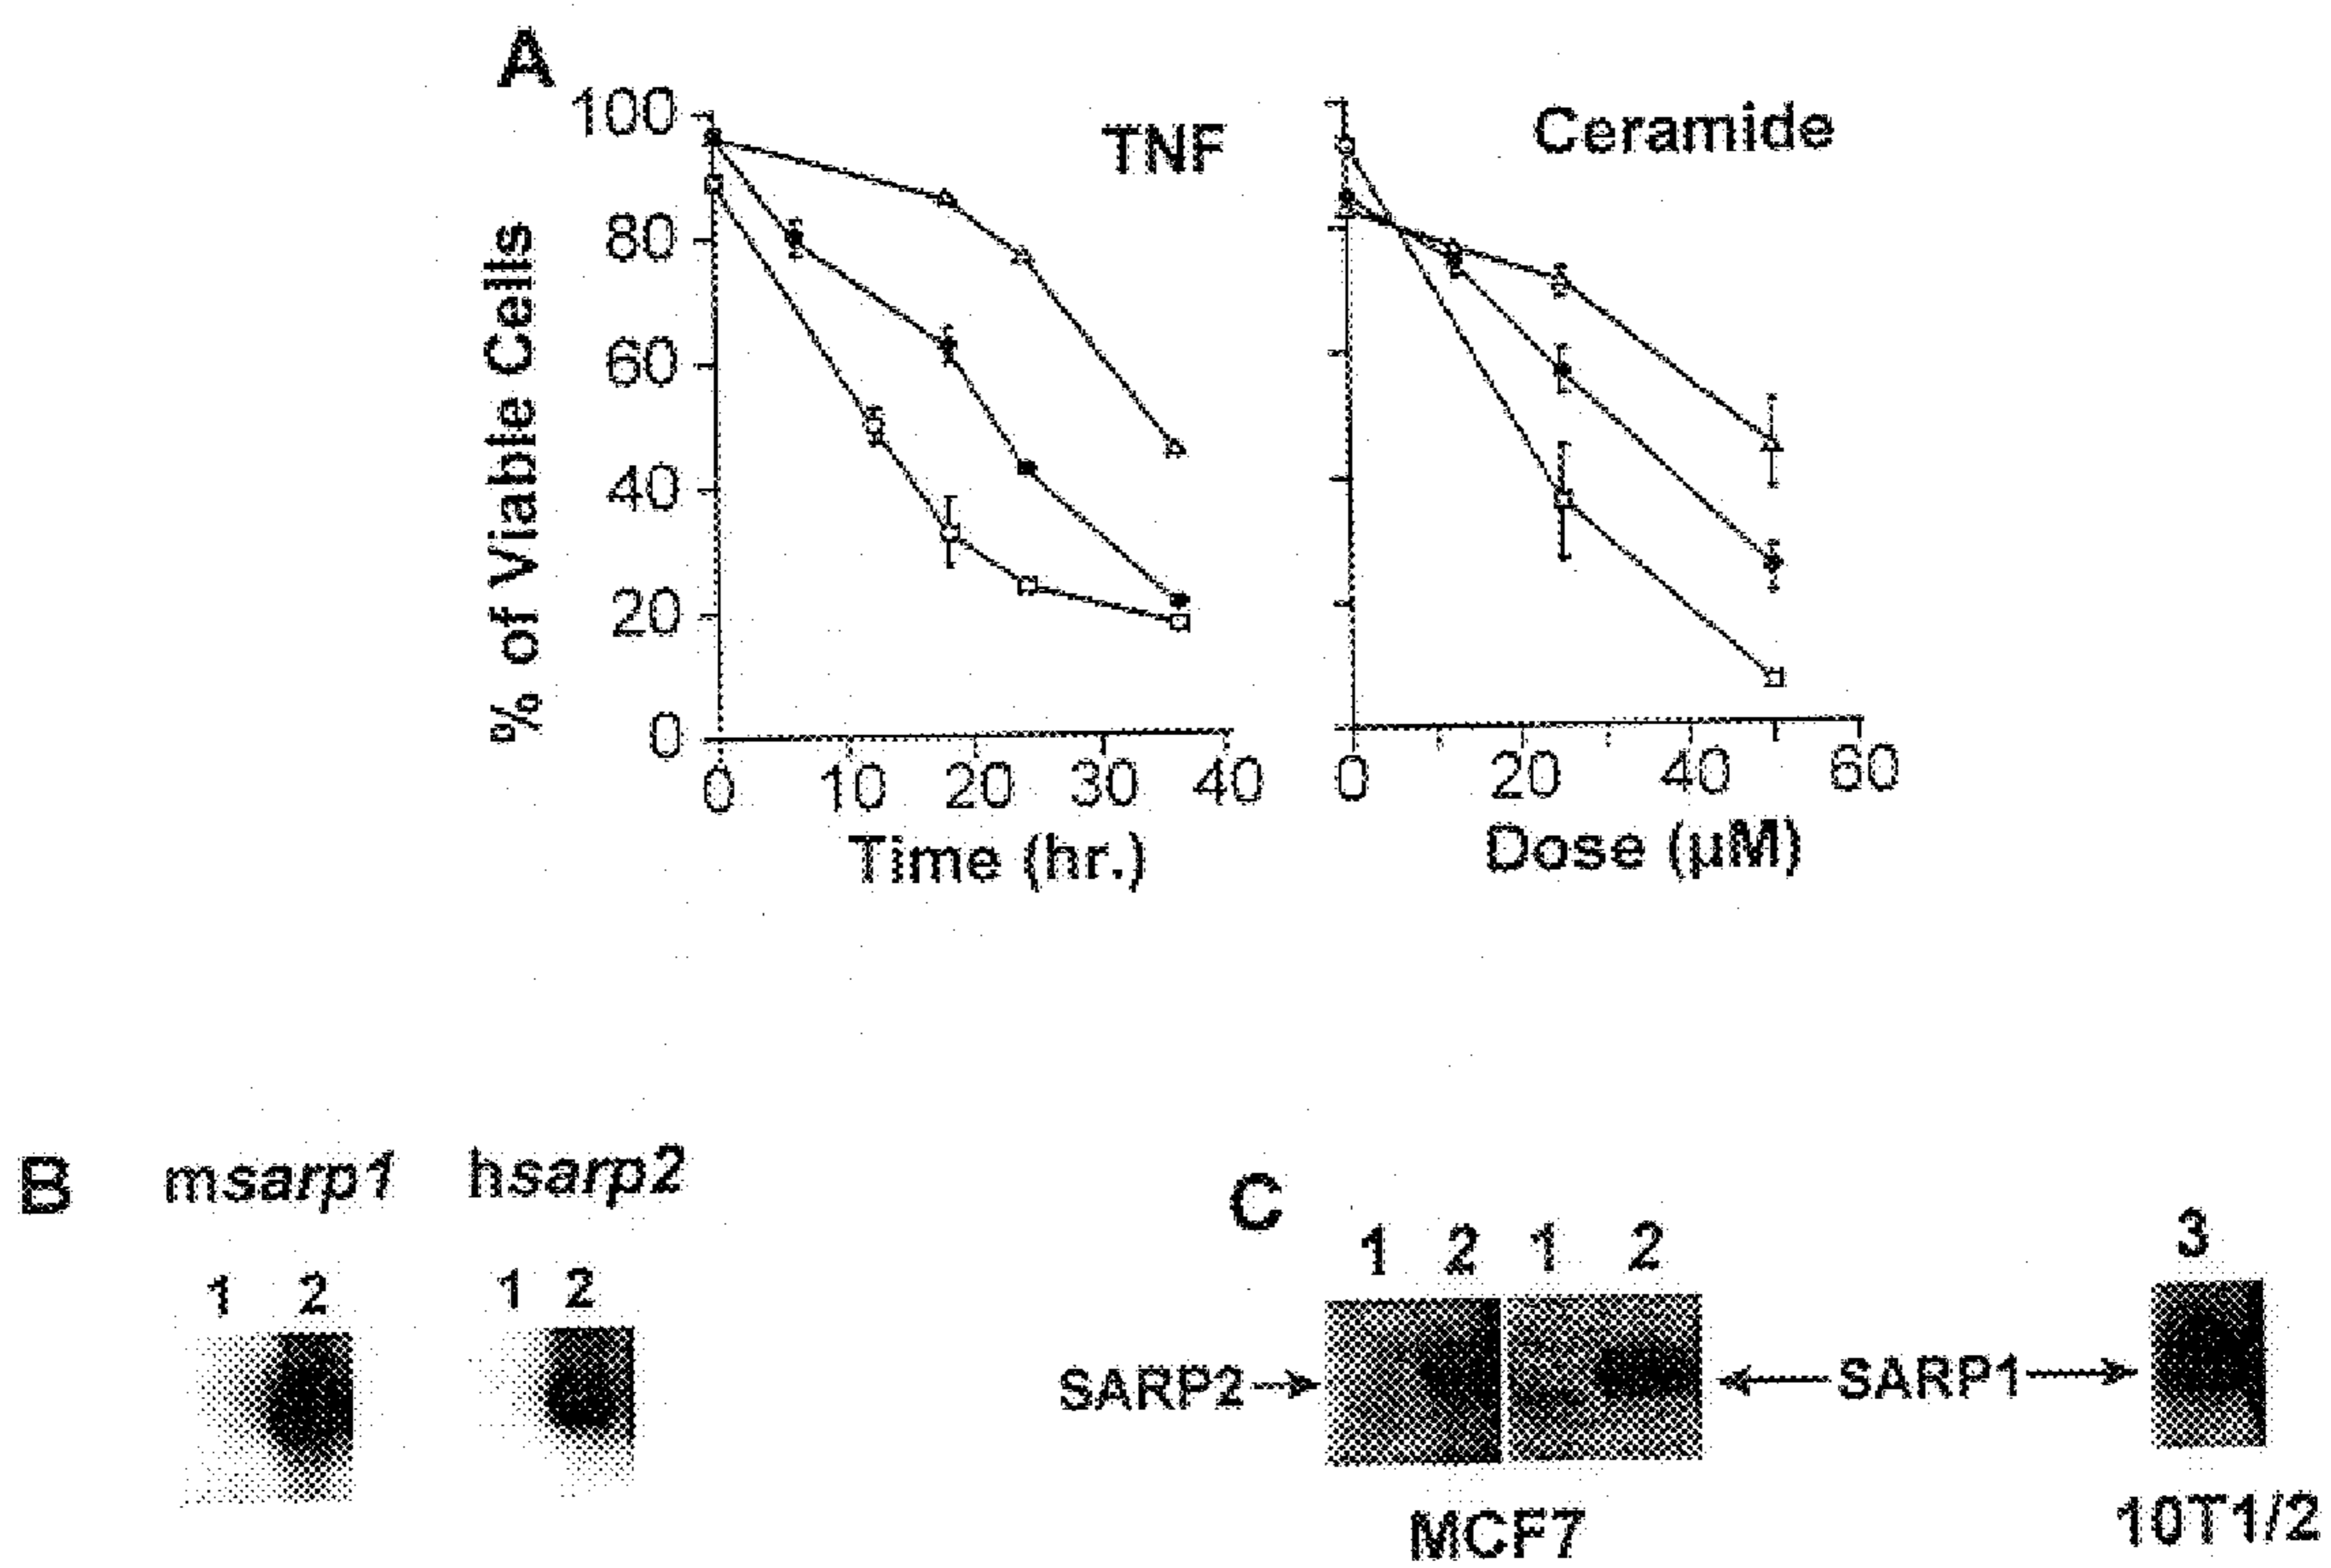 A
TNF
Ceramide
% of Viable Cells
100
80
60
40
20
0
0 10 20 30 40
Time (hr.)
0 20 40 60
Dose (µM)
B
msarp1 hsarp2
1 2 1 2
C
1 2 1 2 3
SARP2 SARP1
MCF7 10T1/2